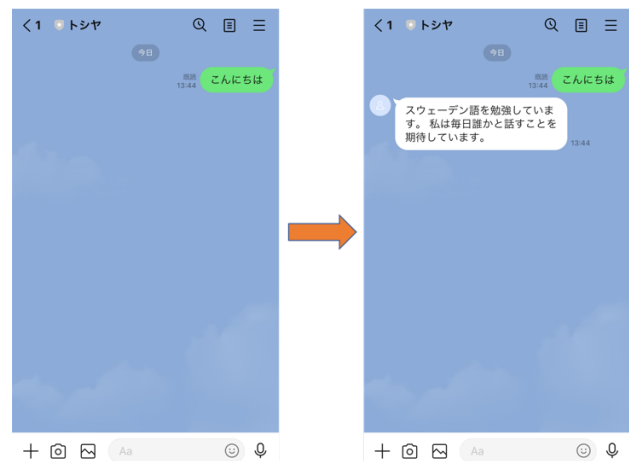 1 トシヤ
今日
既読
13:44
こんにちは
Aa
1 トシヤ
今日
既読
13:44
こんにちは
スウェーデン語を勉強していま
す。 私は毎日誰かと話すことを
期待しています。
13:44
Aa